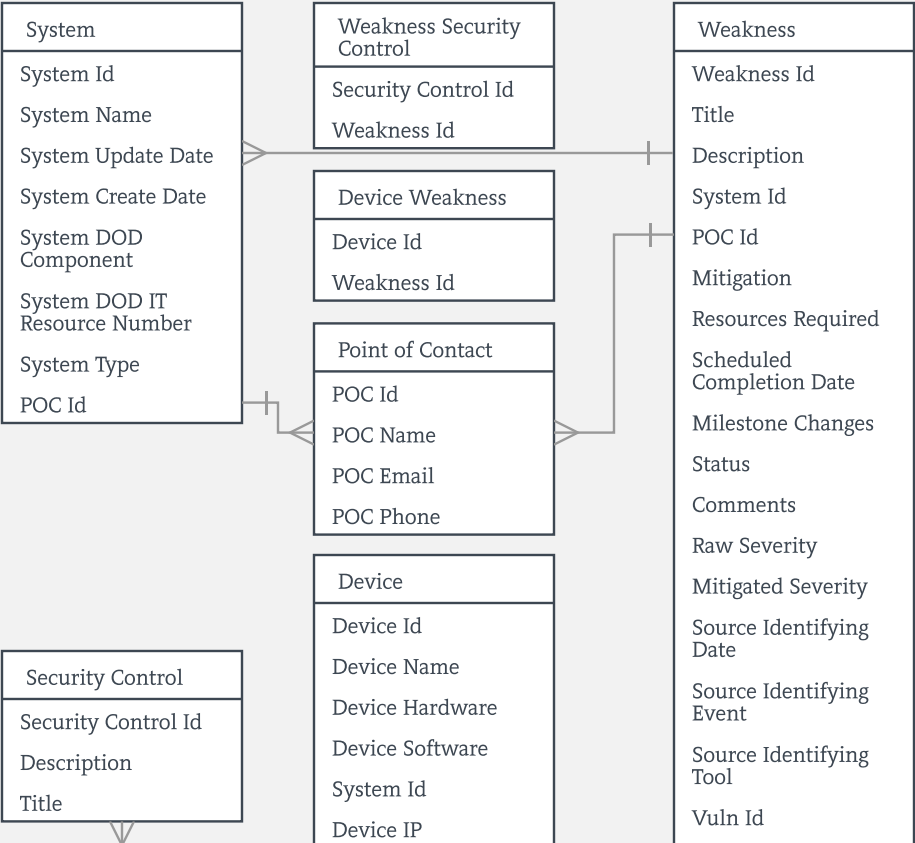 System
System Id
System Name
System Update Date
System Create Date
System DOD
Component
System DOD IT
Resource Number
System Type
POC Id
Security Control
Security Control Id
Description
Title
Weakness Security
Control
Security Control Id
Weakness Id
Device Weakness
Device Id
Weakness Id
Point of Contact
POC Id
POC Name
POC Email
POC Phone
Device
Device Id
Device Name
Device Hardware
Device Software
System Id
Device IP
Weakness
Weakness Id
Title
Description
System Id
POC Id
Mitigation
Resources Required
Scheduled
Completion Date
Milestone Changes
Status
Comments
Raw Severity
Mitigated Severity
Source Identifying
Date
Source Identifying
Event
Source Identifying
Tool
Vuln Id